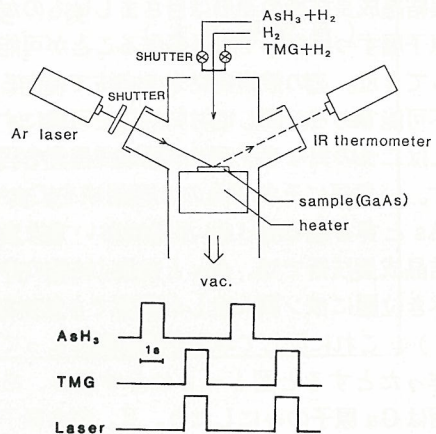 AsH₃+H₂
H₂
TMG+H₂
SHUTTER
SHUTTER
Ar laser
IR thermometer
sample(GaAs)
heater
vac.
AsH₃
1s
TMG
Laser